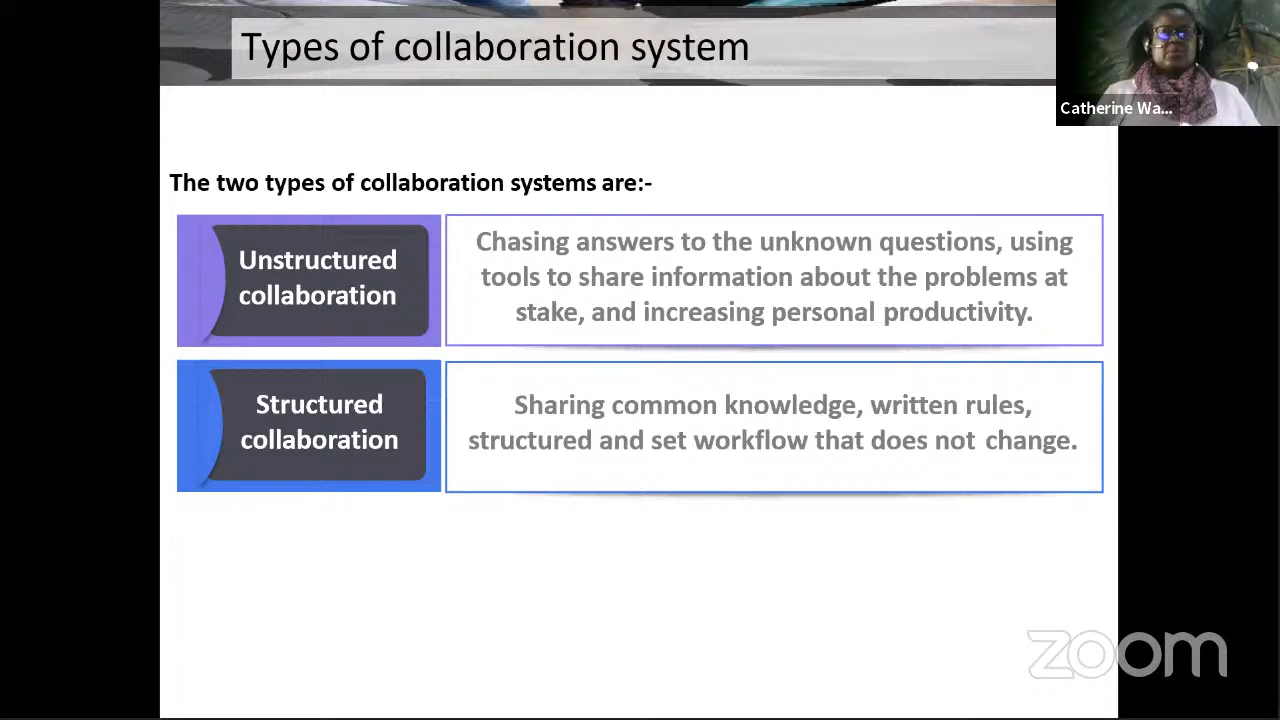 Types of collaboration system
Catherine Wa...
The two types of collaboration systems are:-
Unstructured
collaboration
Chasing answers to the unknown questions, using
tools to share information about the problems at
stake, and increasing personal productivity.
Structured
collaboration
Sharing common knowledge, written rules,
structured and set workflow that does not change.
zoom